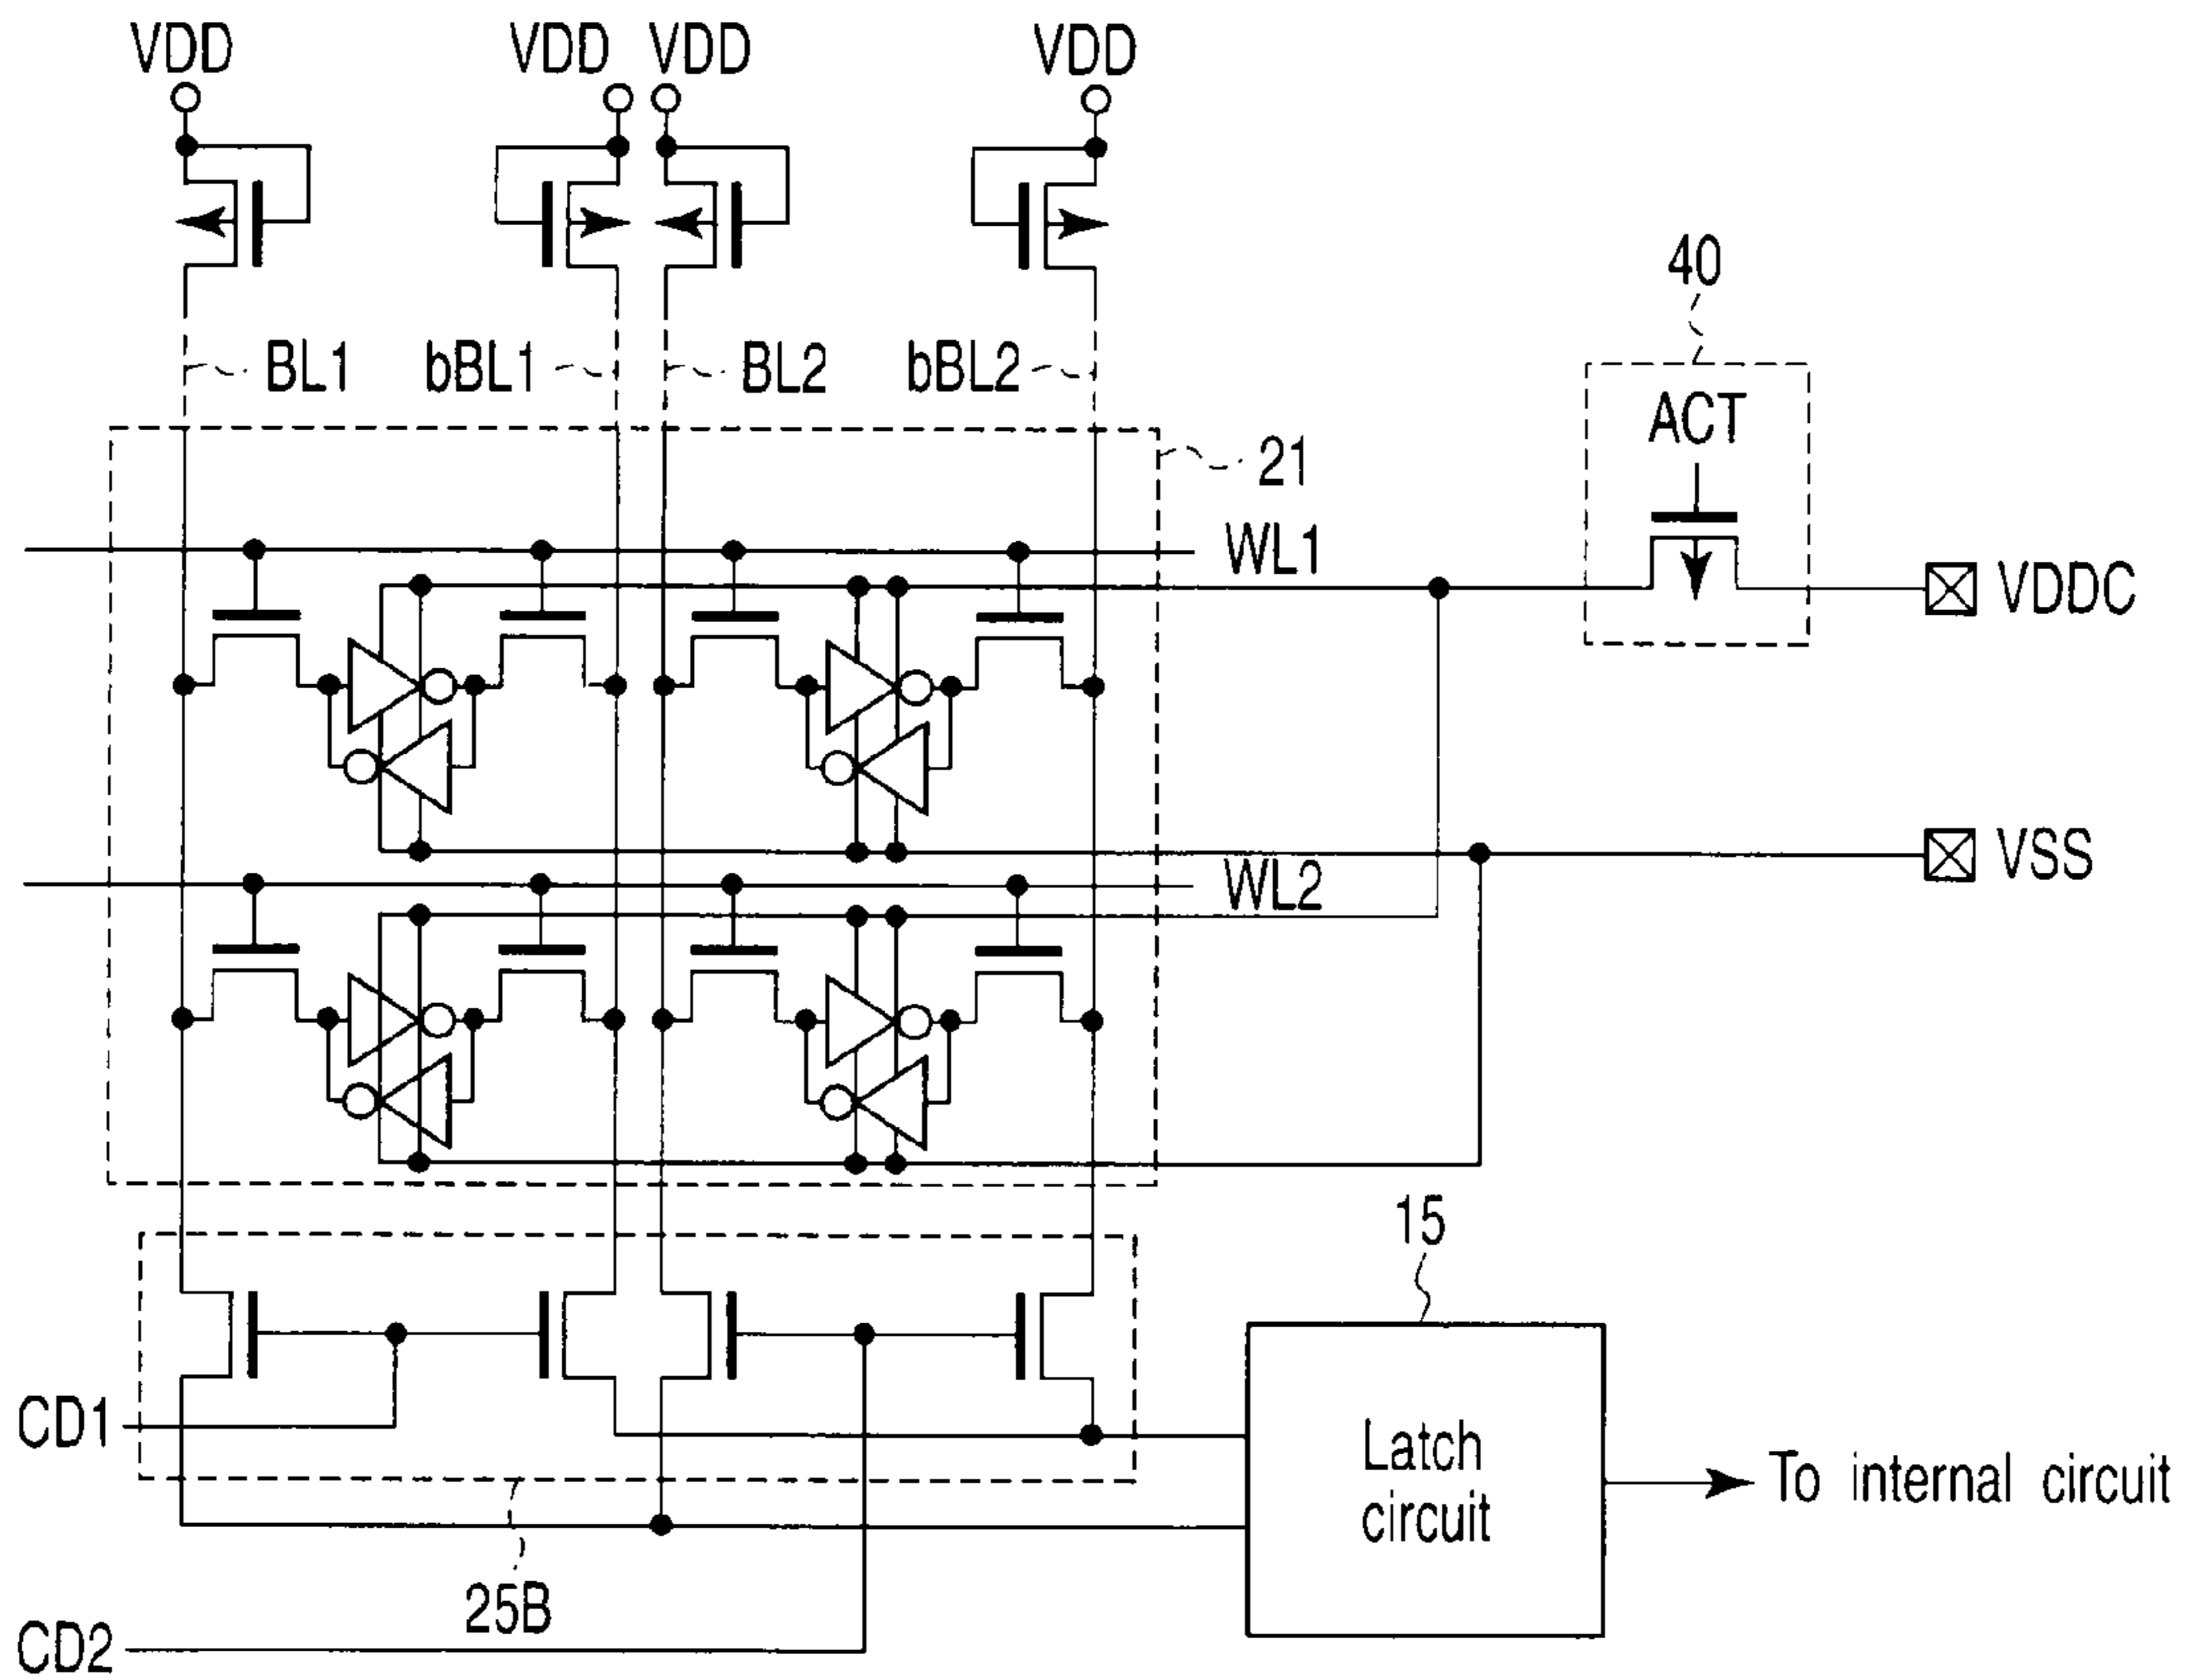 VDD VDD VDD VDD
40
BL1 bBL1 BL2 bBL2
ACT
21
WL1
VDDC
VSS
WL2
15
CD1
Latch
circuit
To internal circuit
25B
CD2